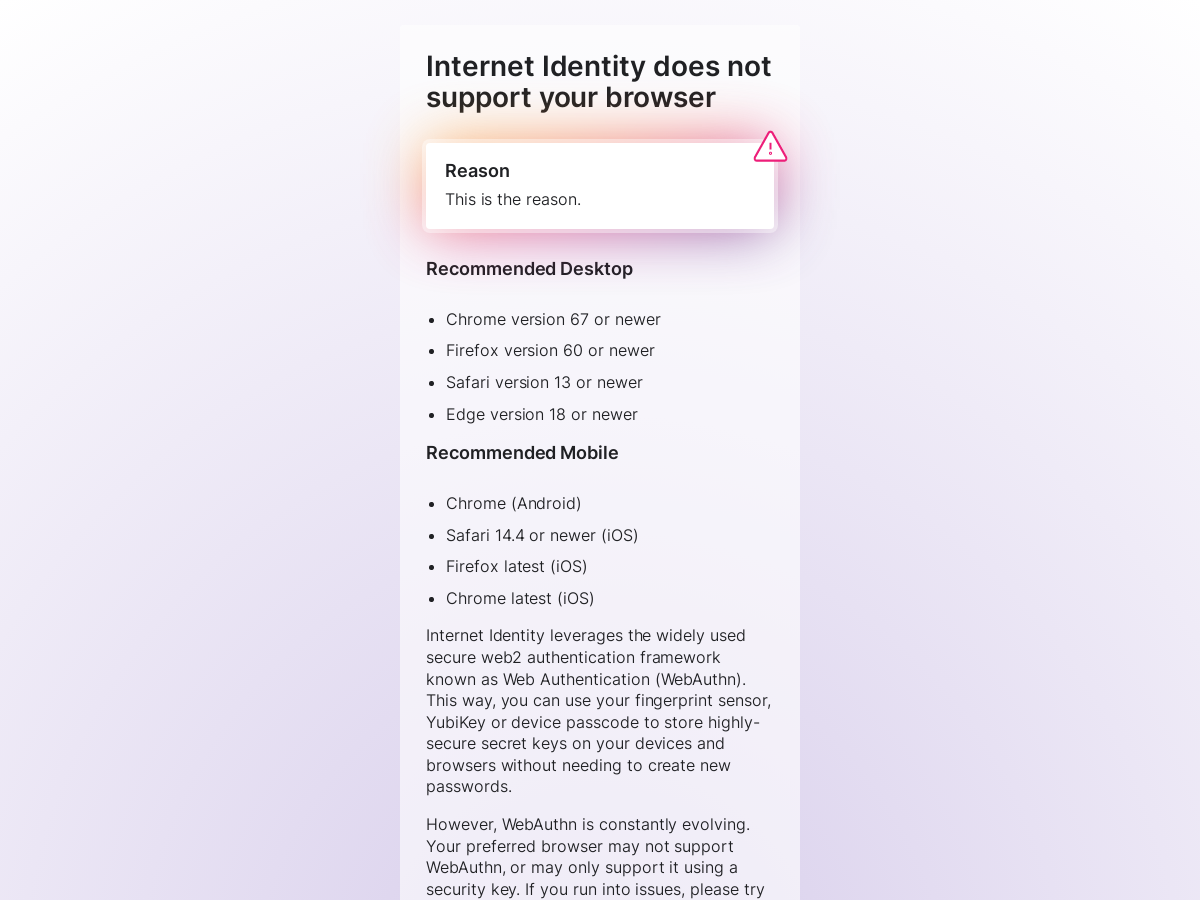 Internet Identity does not
support your browser
Reason
This is the reason.
Recommended Desktop
Chrome version 67 or newer
Firefox version 60 or newer
Safari version 13 or newer
Edge version 18 or newer
Recommended Mobile
Chrome (Android)
Safari 14.4 or newer (iOS)
Firefox latest (iOS)
Chrome latest (iOS)
Internet Identity leverages the widely used
secure web2 authentication framework
known as Web Authentication (WebAuthn).
This way, you can use your fingerprint sensor,
YubiKey or device passcode to store highly-
secure secret keys on your devices and
browsers without needing to create new
passwords.
However, WebAuthn is constantly evolving.
Your preferred browser may not support
WebAuthn, or may only support it using a
security key. If you run into issues, please try